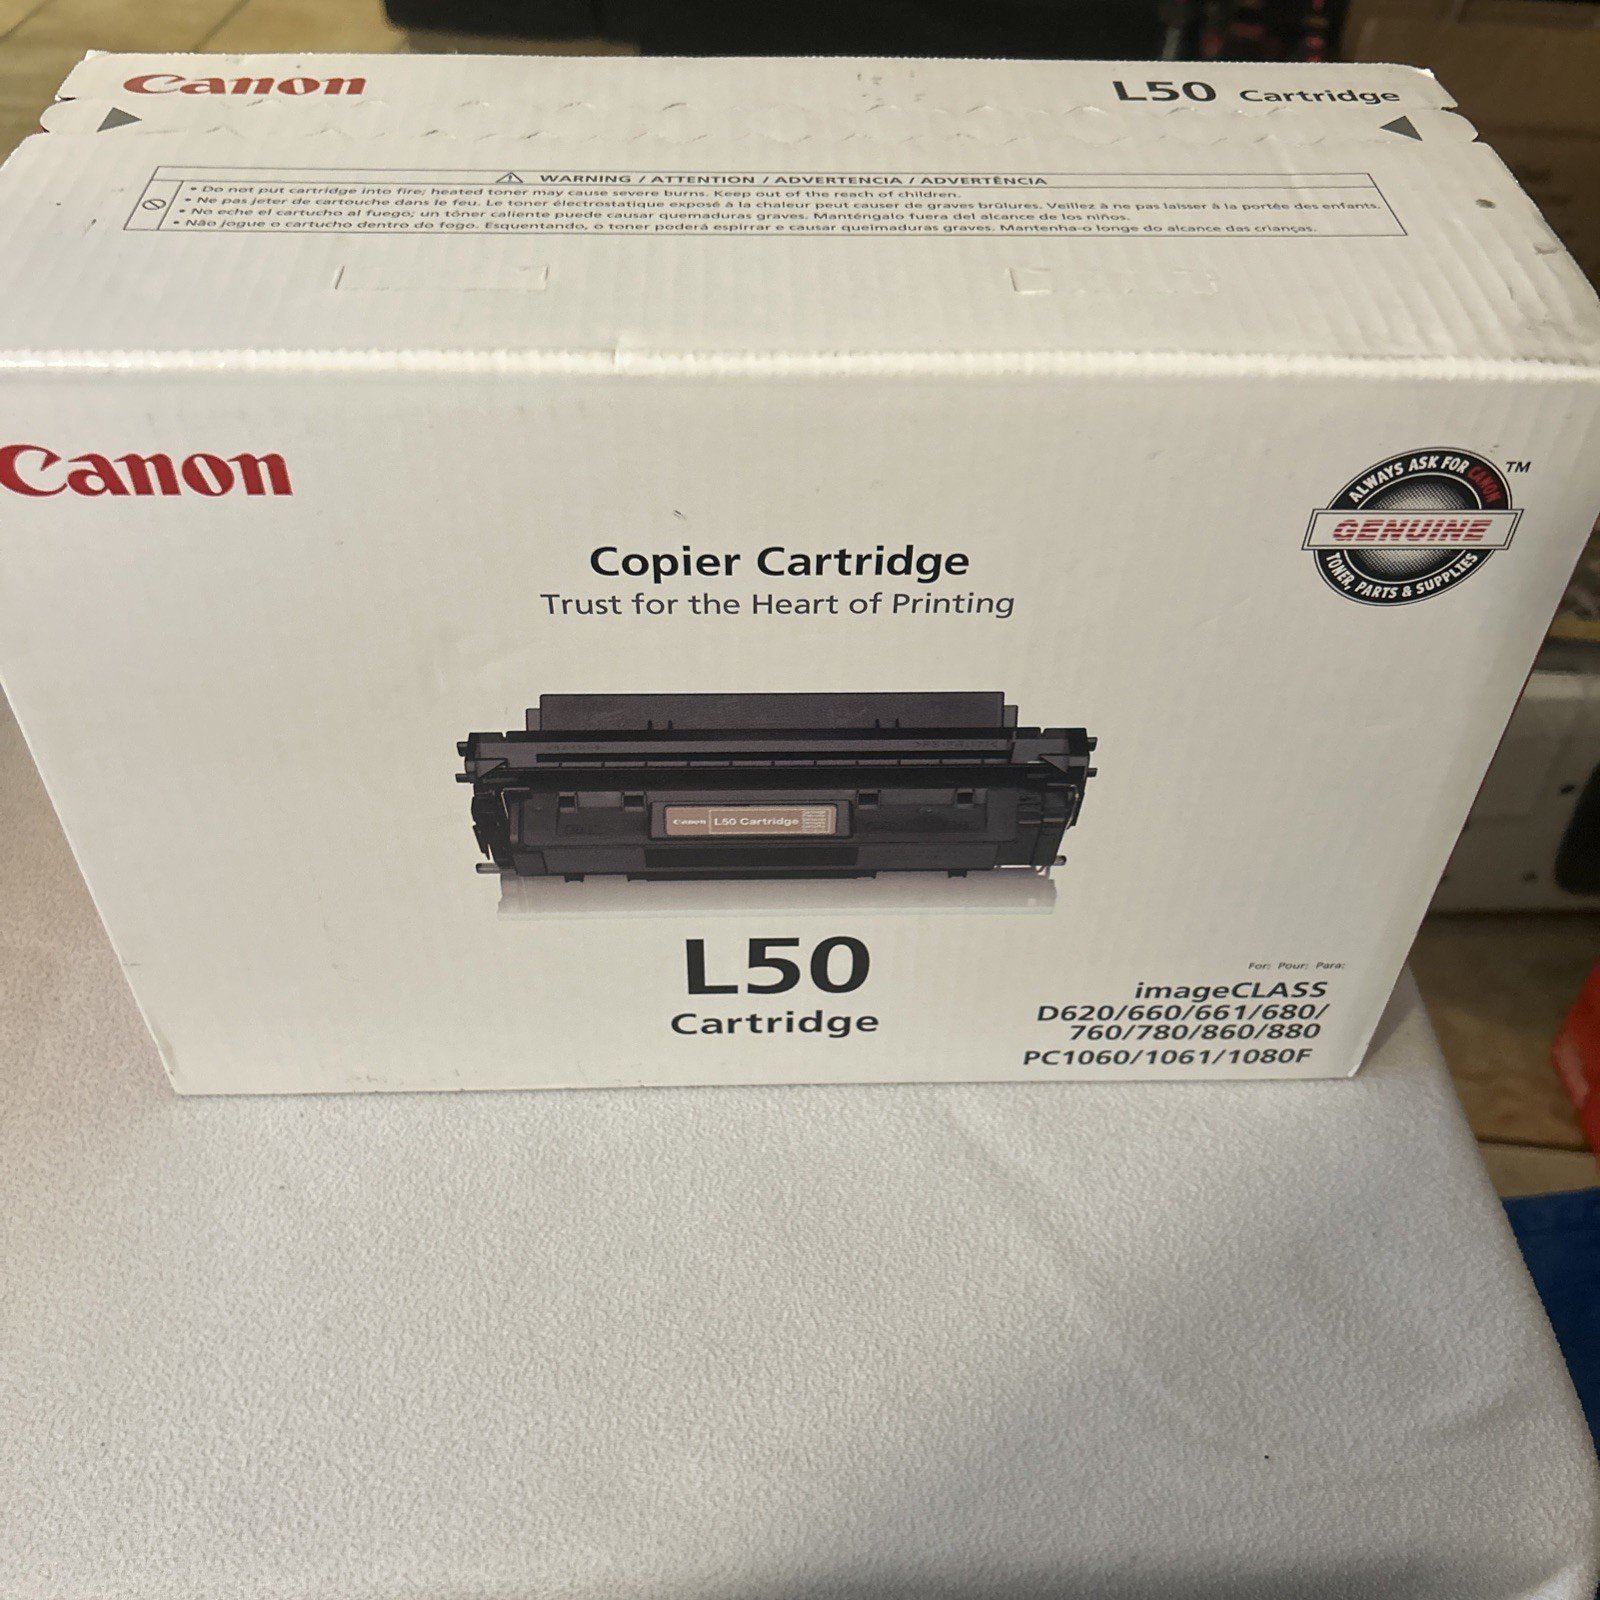 Canon
L50 Cartridge
WARNING / ATTENTION / ADVERTENCIA / ADVERTÊNCIA
• Do not put cartridge into fire; heated toner may cause severe burns. Keep out of the reach of children.
• Ne pas jeter de cartouche dans le feu. Le toner électrostatique exposé à la chaleur peut causer de graves brûlures. Veillez à ne pas laisser à la portée des enfants.
• No eche el cartucho al fuego; un tóner caliente puede causar quemaduras graves. Manténgalo fuera del alcance de los niños.
• Não jogue o cartucho dentro do fogo. Esquentando, o toner poderá espirrar e causar queimaduras graves. Mantenha-o longe do alcance das crianças.
Canon
ALWAYS ASK FOR CANON
TM
GENUINE
TONER, PARTS & SUPPLIES
Copier Cartridge
Trust for the Heart of Printing
Canon L50 Cartridge
L50
Cartridge
For: Pour: Para:
imageCLASS
D620/660/661/680/
760/780/860/880
PC1060/1061/1080F